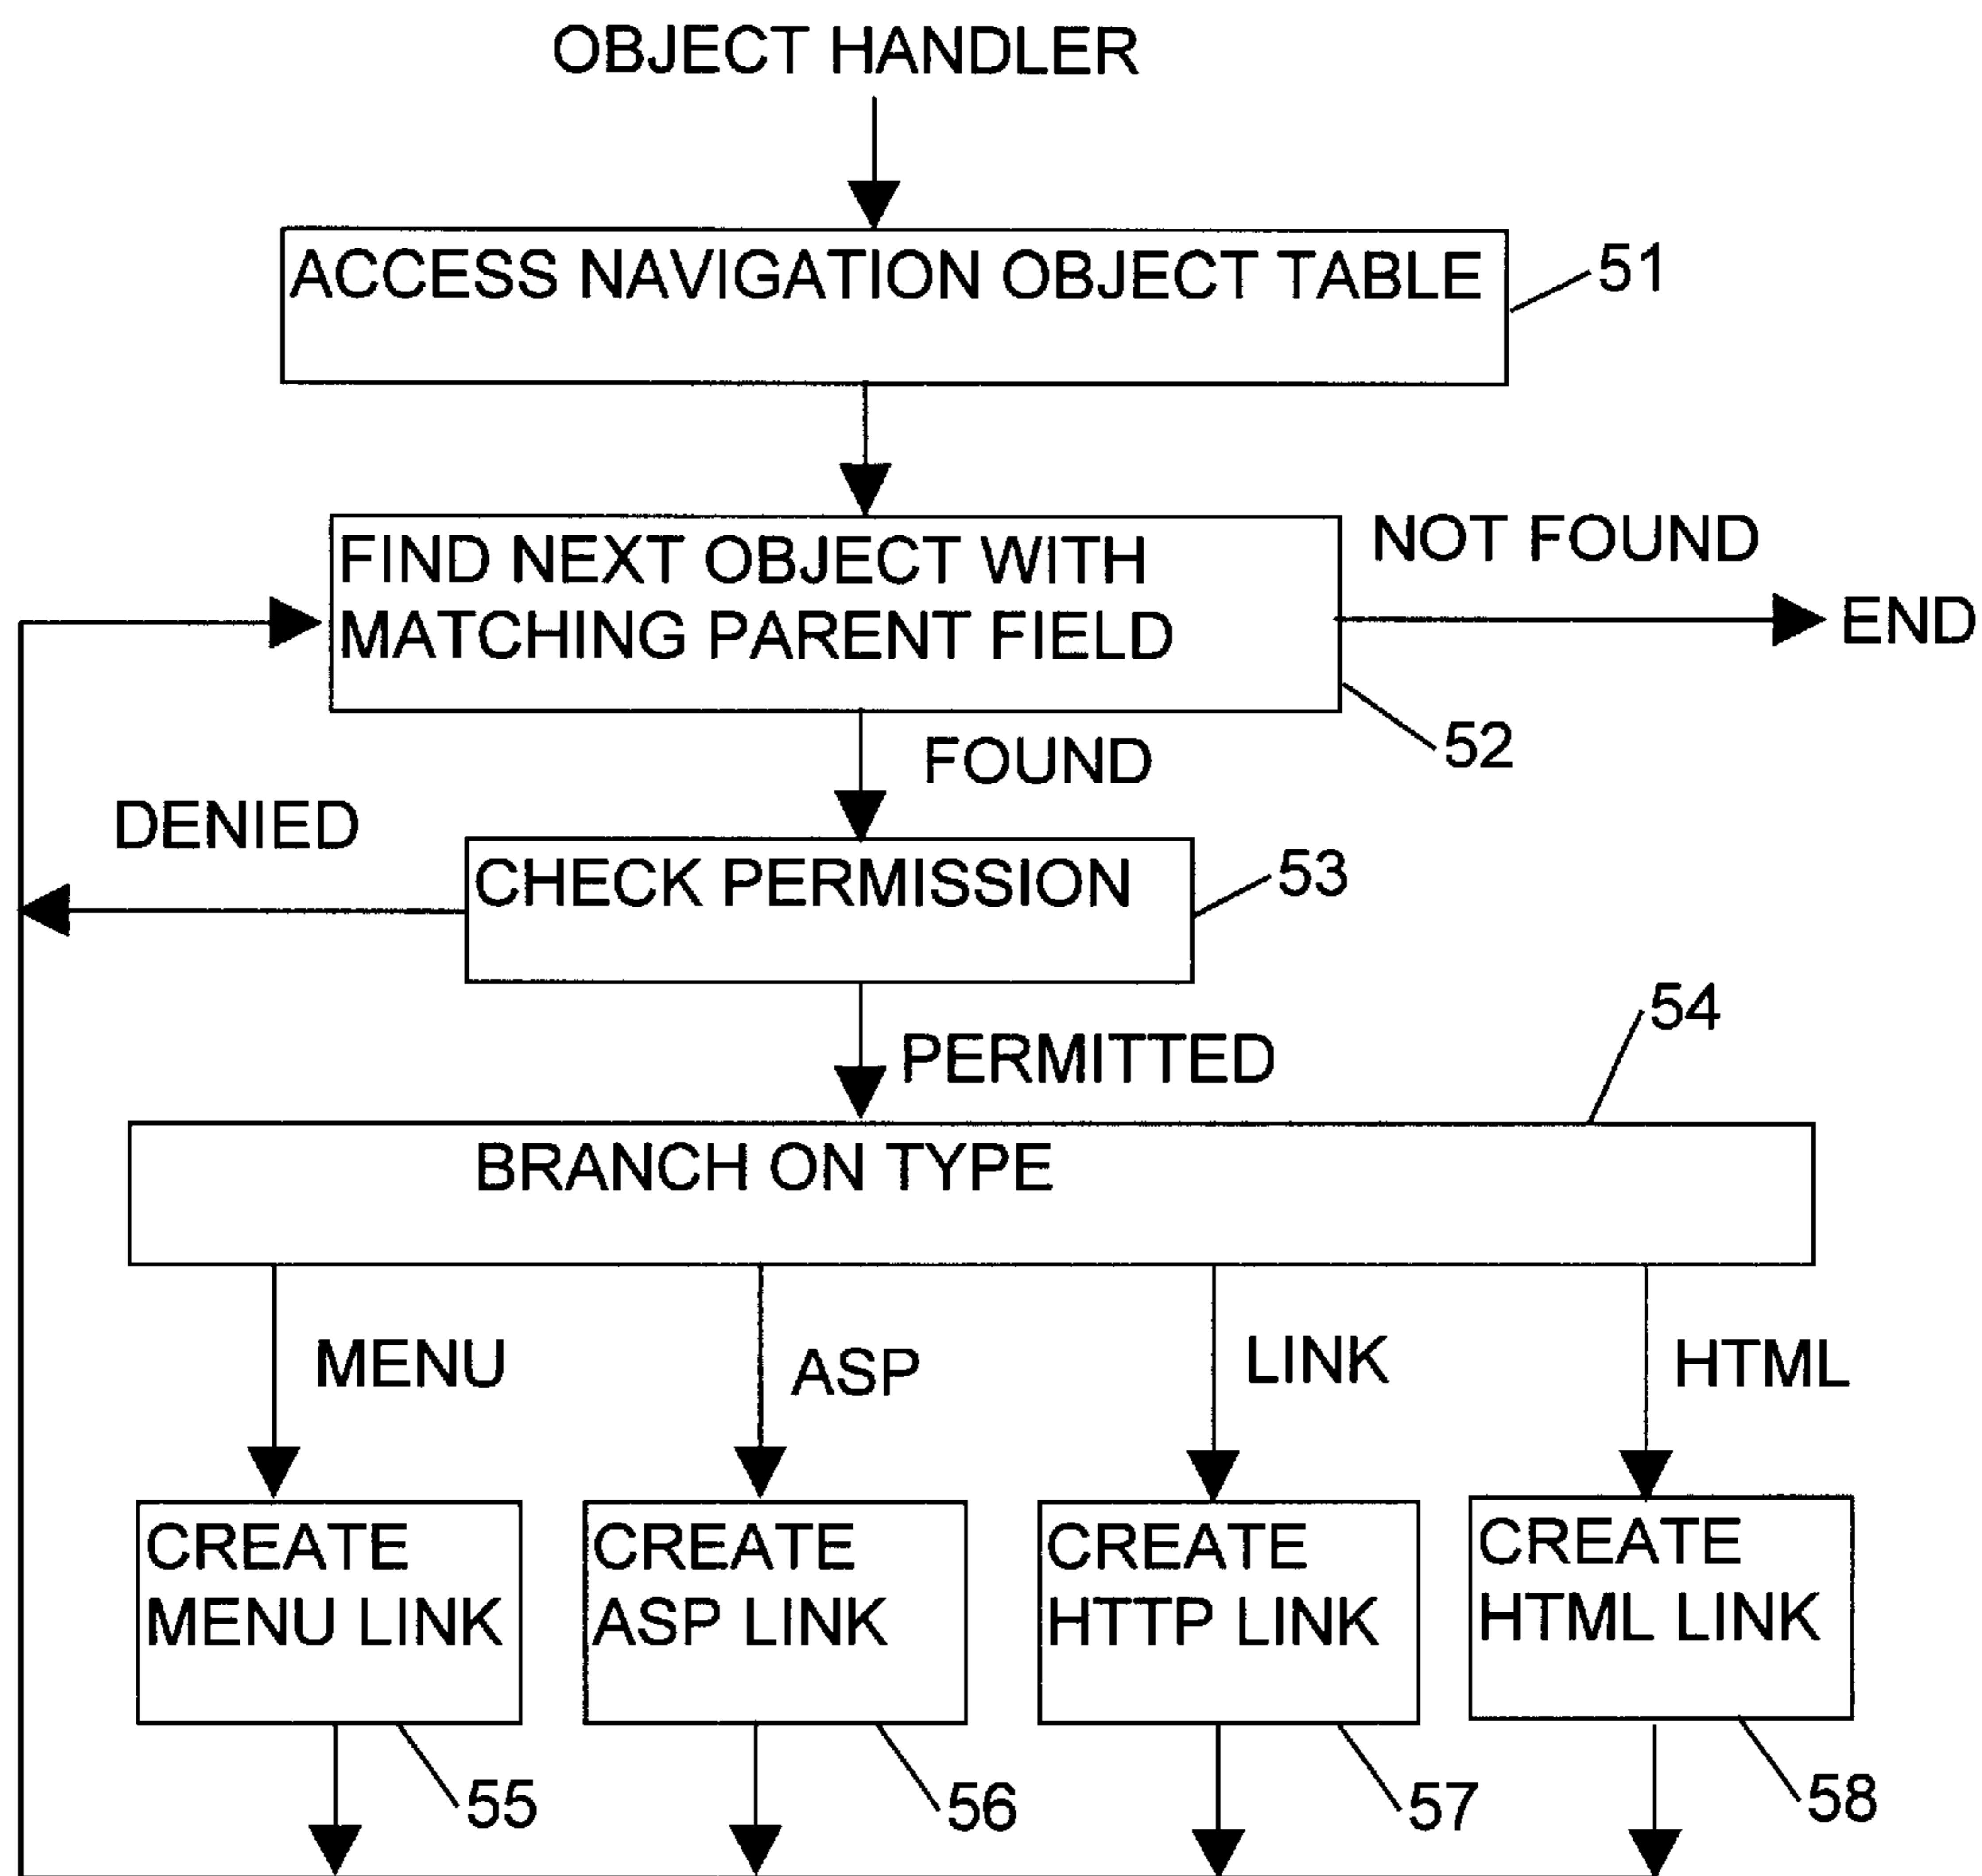 OBJECT HANDLER
ACCESS NAVIGATION OBJECT TABLE
51
FIND NEXT OBJECT WITH
MATCHING PARENT FIELD
NOT FOUND
END
52
FOUND
DENIED
CHECK PERMISSION
53
PERMITTED
54
BRANCH ON TYPE
MENU
ASP
LINK
HTML
CREATE
MENU LINK
CREATE
ASP LINK
CREATE
HTTP LINK
CREATE
HTML LINK
55
56
57
58